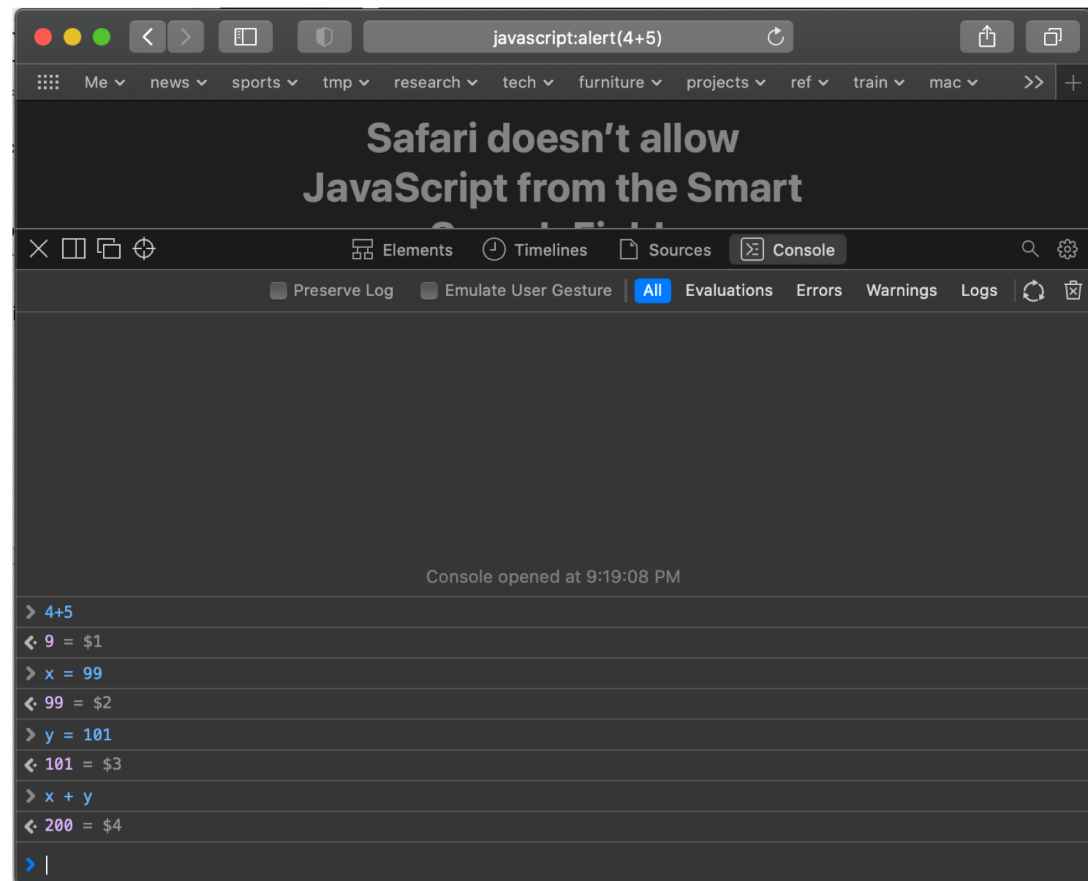 javascript:alert(4+5)
Me news sports tmp research tech furniture projects ref train mac >>
Safari doesn’t allow
JavaScript from the Smart
Elements Timelines Sources Console
Preserve Log Emulate User Gesture All Evaluations Errors Warnings Logs
Console opened at 9:19:08 PM
> 4+5
9 = $1
> x = 99
99 = $2
> y = 101
101 = $3
> x + y
200 = $4
>